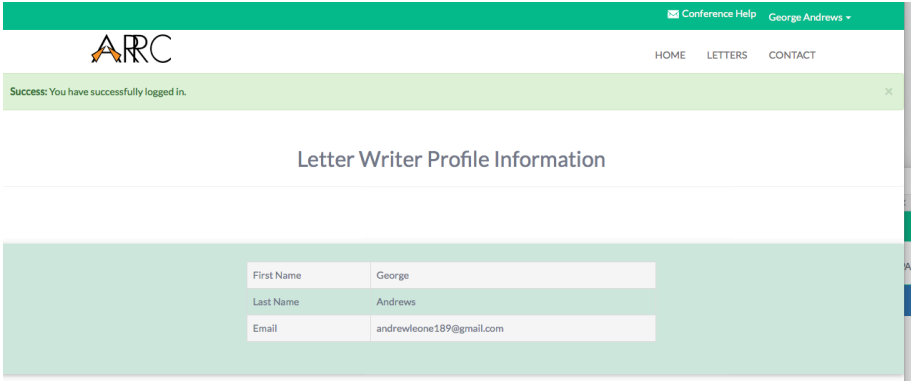 Conference Help
George Andrews
ARRC
HOME LETTERS CONTACT
Success: You have successfully logged in. ×
Letter Writer Profile Information
First Name George
Last Name Andrews
Email andrewleone189@gmail.com
PA